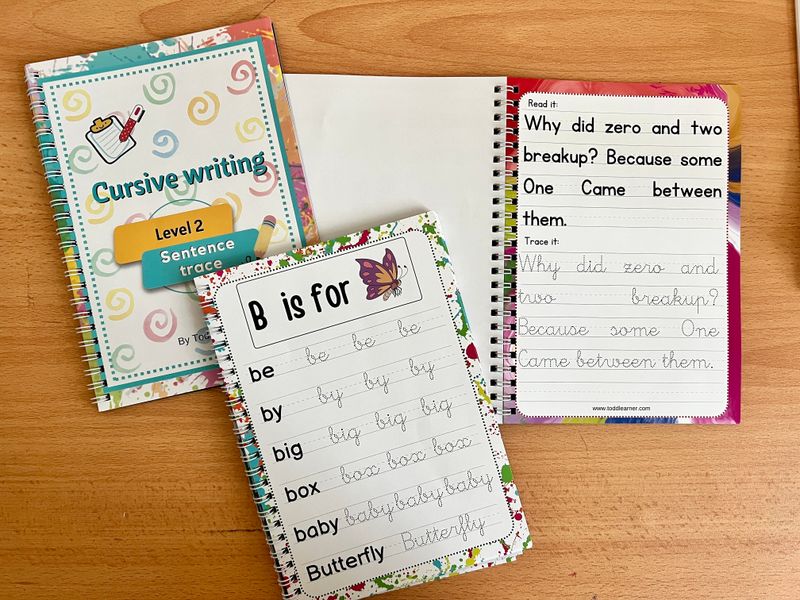 Cursive writing
Level 2
Sentence
trace
By
B is for
be be be be
by by by by
big big big big
box box box box
baby baby baby baby
Butterfly Butterfly
Read it:
Why did zero and two
breakup? Because some
One Came between
them.
Trace it:
Why did zero and
two breakup?
Because some One
Came between them.
www.toddlearner.com